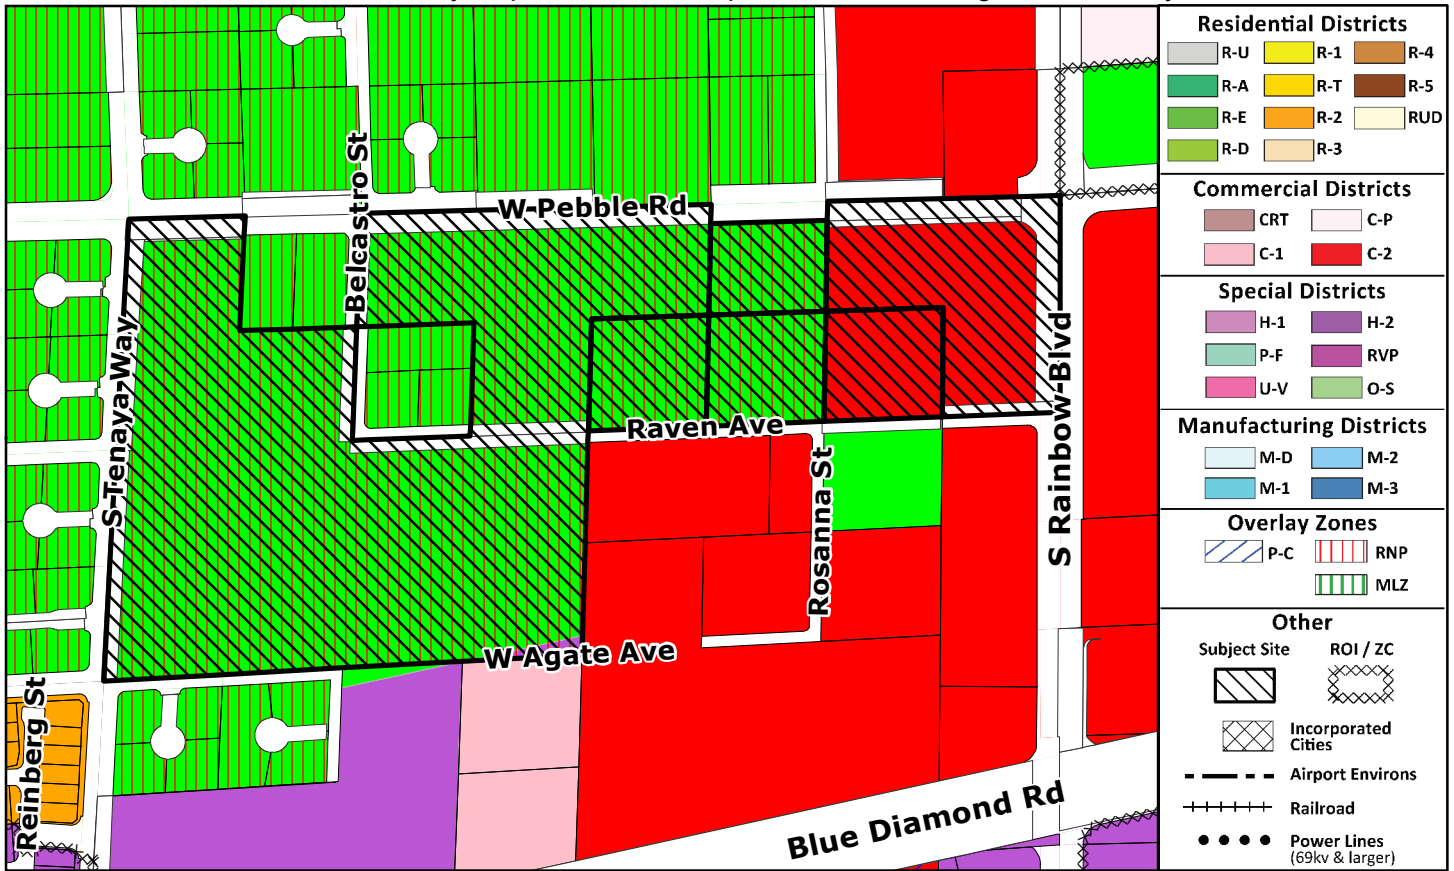 W Pebble Rd
Belcastro St
S Tenaya Way
Raven Ave
Rosanna St
S Rainbow Blvd
W Agate Ave
Reinberg St
Blue Diamond Rd
Residential Districts
R-U R-1 R-4
R-A R-T R-5
R-E R-2 RUD
R-D R-3
Commercial Districts
CRT C-P
C-1 C-2
Special Districts
H-1 H-2
P-F RVP
U-V O-S
Manufacturing Districts
M-D M-2
M-1 M-3
Overlay Zones
P-C RNP
MLZ
Other
Subject Site ROI / ZC
Incorporated
Cities
Airport Environs
Railroad
Power Lines
(69kv & larger)